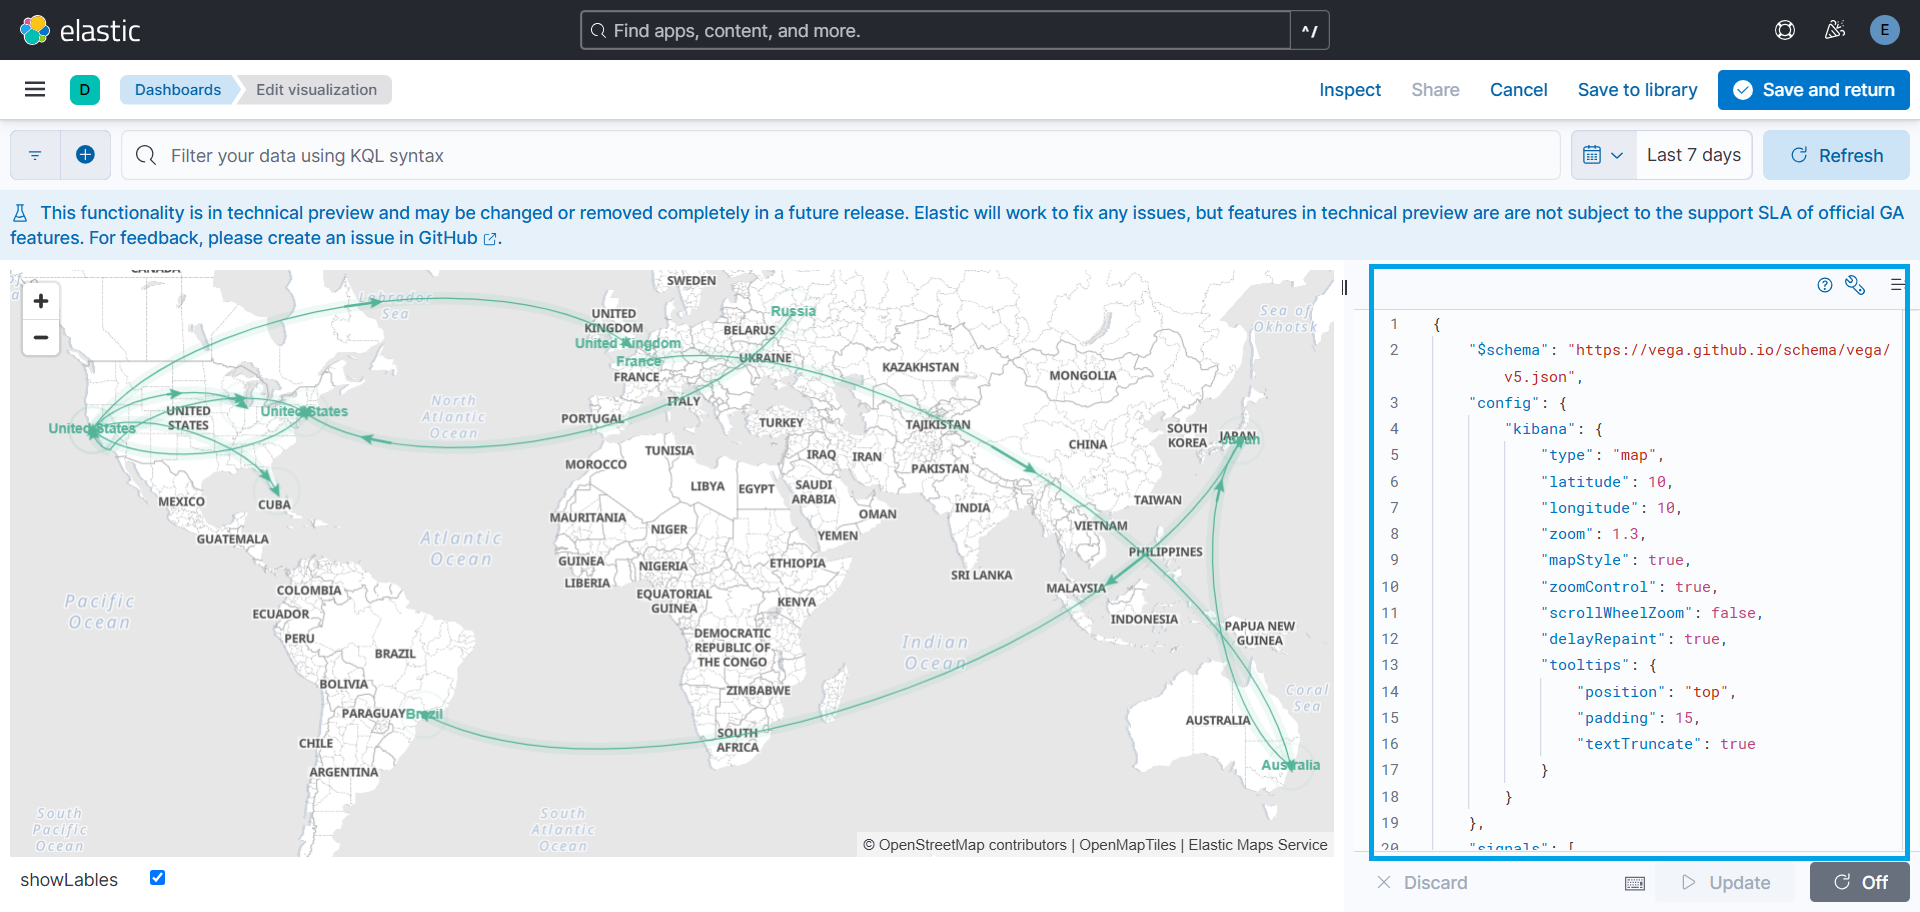 elastic
Find apps, content, and more.
^/
E
D
Dashboards
Edit visualization
Inspect
Share
Cancel
Save to library
Save and return
Filter your data using KQL syntax
Last 7 days
Refresh
This functionality is in technical preview and may be changed or removed completely in a future release. Elastic will work to fix any issues, but features in technical preview are are not subject to the support SLA of official GA
features. For feedback, please create an issue in GitHub.
+
−
CANADA
Labrador
Sea
SWEDEN
UNITED
KINGDOM
United Kingdom
France
FRANCE
Russia
BELARUS
UKRAINE
KAZAKHSTAN
MONGOLIA
Sea of
Okhotsk
ITALY
PORTUGAL
North
Atlantic
Ocean
UNITED
STATES
United States
United States
TURKEY
TAJIKISTAN
CHINA
SOUTH
KOREA
JAPAN
Japan
MOROCCO
TUNISIA
IRAQ
IRAN
PAKISTAN
LIBYA
EGYPT
SAUDI
ARABIA
OMAN
INDIA
TAIWAN
MEXICO
CUBA
GUATEMALA
MAURITANIA
NIGER
YEMEN
VIETNAM
PHILIPPINES
Atlantic
Ocean
GUINEA
LIBERIA
NIGERIA
ETHIOPIA
SRI LANKA
MALAYSIA
Pacific
Ocean
COLOMBIA
ECUADOR
PERU
EQUATORIAL
GUINEA
KENYA
INDONESIA
PAPUA NEW
GUINEA
BRAZIL
BOLIVIA
DEMOCRATIC
REPUBLIC OF
THE CONGO
Indian
Ocean
ZIMBABWE
Coral
Sea
PARAGUAY
Brazil
CHILE
SOUTH
AFRICA
AUSTRALIA
Australia
ARGENTINA
South
Pacific
Ocean
South
Atlantic
Ocean
© OpenStreetMap contributors | OpenMapTiles | Elastic Maps Service
showLables
1 {
2 "$schema": "https://vega.github.io/schema/vega/
v5.json",
3 "config": {
4 "kibana": {
5 "type": "map",
6 "latitude": 10,
7 "longitude": 10,
8 "zoom": 1.3,
9 "mapStyle": true,
10 "zoomControl": true,
11 "scrollWheelZoom": false,
12 "delayRepaint": true,
13 "tooltips": {
14 "position": "top",
15 "padding": 15,
16 "textTruncate": true
17 }
18 }
19 },
20 "signals": [
Discard
Update
Off